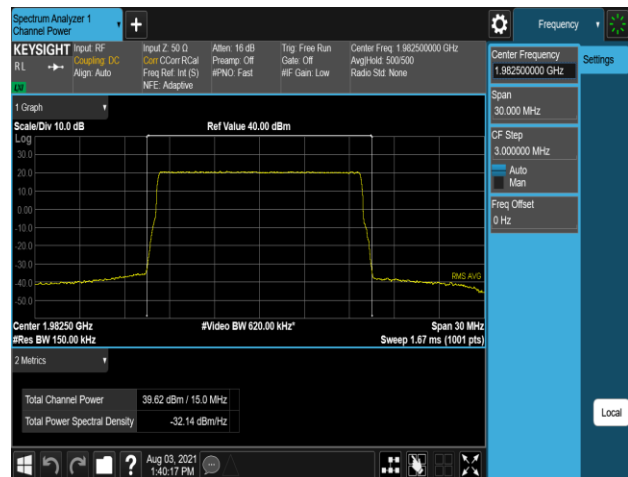 Spectrum Analyzer 1
Channel Power
Frequency
KEYSIGHT
RL
Input: RF
Coupling: DC
Align: Auto
Input Z: 50 Ω
Corr CCorr RCal
Freq Ref: Int (S)
NFE: Adaptive
Atten: 16 dB
Preamp: Off
#PNO: Fast
Trig: Free Run
Gate: Off
#IF Gain: Low
Center Freq: 1.982500000 GHz
Avg|Hold: 500/500
Radio Std: None
Center Frequency
1.982500000 GHz
Settings
Span
30.000 MHz
CF Step
3.000000 MHz
Auto
Man
Freq Offset
0 Hz
1 Graph
Scale/Div 10.0 dB
Ref Value 40.00 dBm
Log
30.0
20.0
10.0
0.00
-10.0
-20.0
-30.0
-40.0
-50.0
RMS AVG
Center 1.98250 GHz
#Video BW 620.00 kHz*
Span 30 MHz
#Res BW 150.00 kHz
Sweep 1.67 ms (1001 pts)
2 Metrics
Total Channel Power 39.62 dBm / 15.0 MHz
Total Power Spectral Density -32.14 dBm/Hz
Local
?
Aug 03, 2021
1:40:17 PM